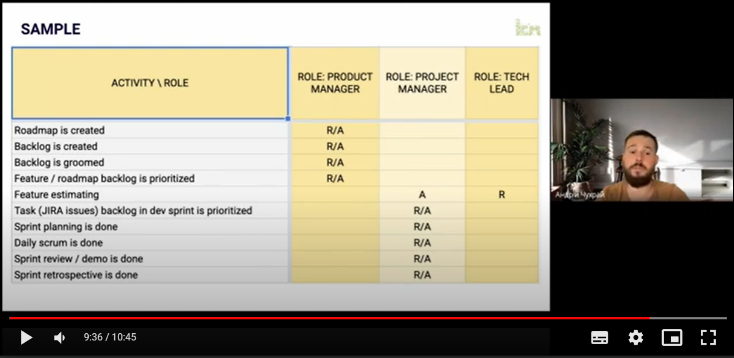 SAMPLE
ACTIVITY \ ROLE
ROLE: PRODUCT MANAGER
ROLE: PROJECT MANAGER
ROLE: TECH LEAD
Roadmap is created R/A
Backlog is created R/A
Backlog is groomed R/A
Feature / roadmap backlog is prioritized R/A
Feature estimating A R
Task (JIRA issues) backlog in dev sprint is prioritized R/A
Sprint planning is done R/A
Daily scrum is done R/A
Sprint review / demo is done R/A
Sprint retrospective is done R/A
Андрій Чухрай
9:36 / 10:45